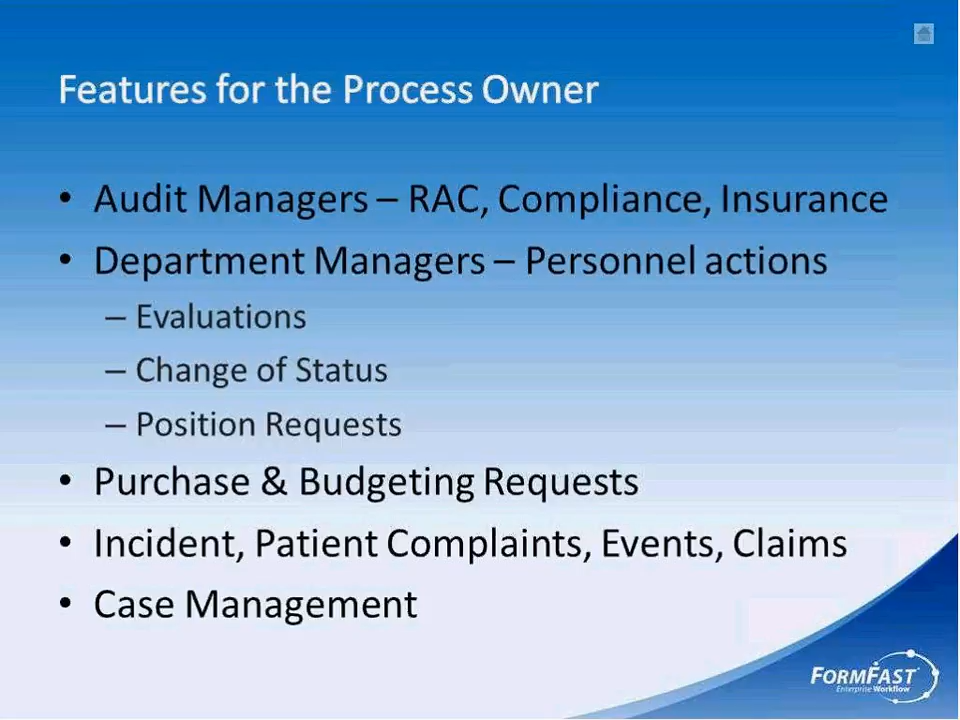 Features for the Process Owner
• Audit Managers – RAC, Compliance, Insurance
• Department Managers – Personnel actions
– Evaluations
– Change of Status
– Position Requests
• Purchase & Budgeting Requests
• Incident, Patient Complaints, Events, Claims
• Case Management
FORMFAST
Enterprise Workflow